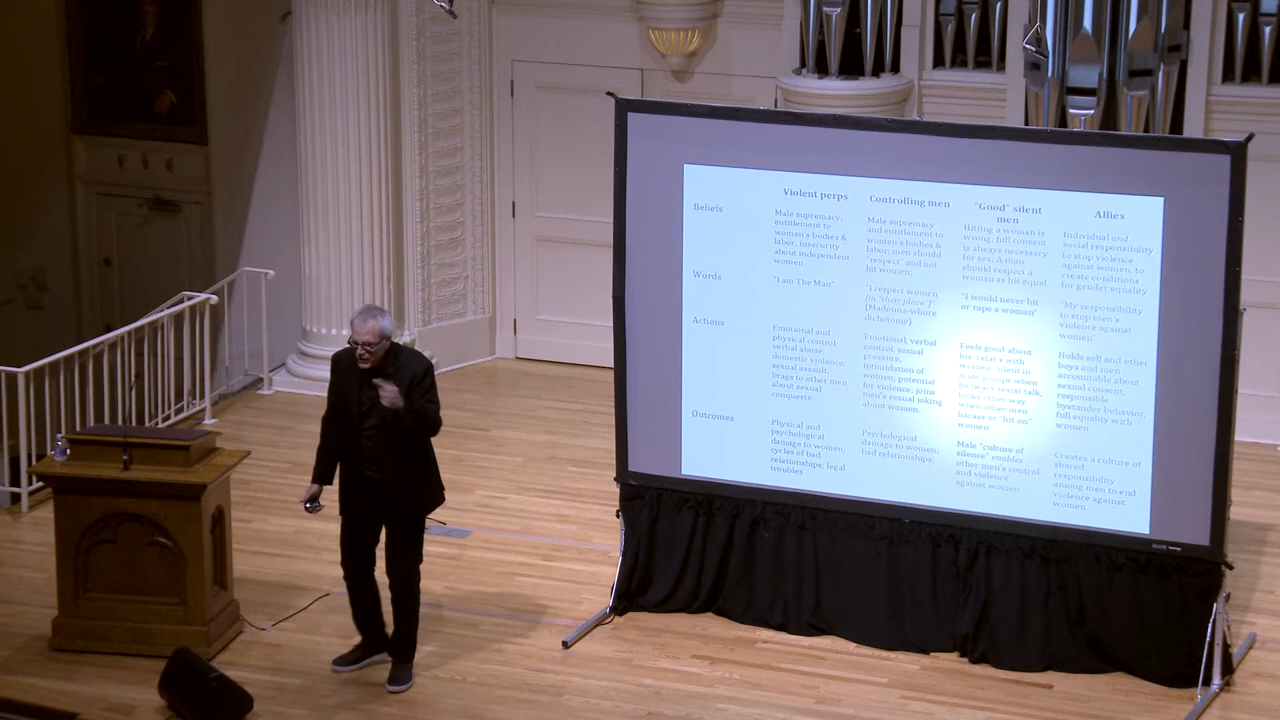 Violent perps
Controlling men
"Good" silent
men
Allies
Beliefs
Male supremacy;
entitlement to
women's bodies &
labor; insecurity
about independent
women
Male supremacy
and entitlement to
women's bodies &
labor; men should
"respect" and not
hit women;
Hitting a woman is
wrong; full consent
is always necessary
for sex; A man
should respect a
woman as his equal
Individual and
social responsibility
to stop violence
against women, to
create conditions
for gender equality
Words
"I am The Man"
"I respect women
[in "their place"]"
(Madonna-whore
dichotomy)
"I would never hit
or rape a woman"
"My responsibility
to stop men's
violence against
women"
Actions
Emotional and
physical control;
verbal abuse;
domestic violence;
sexual assault,
brags to other men
about sexual
conquests
Emotional, verbal
control, sexual
pressure,
intimidation of
women; potential
for violence; joins
men's sexual joking
about women.
Feels good about
his relat's with
women. Silent in
male groups when
he hears sexist talk;
looks other way
when other men
harass or "hit on"
women
Holds self and other
boys and men
accountable about
sexual consent;
responsible
bystander behavior,
full equality with
women
Outcomes
Physical and
psychological
damage to women;
cycles of bad
relationships; legal
troubles
Psychological
damage to women;
bad relationships;
Male "culture of
silence" enables
other men's control
and violence
against women
Creates a culture of
shared
responsibility
among men to end
violence against
women